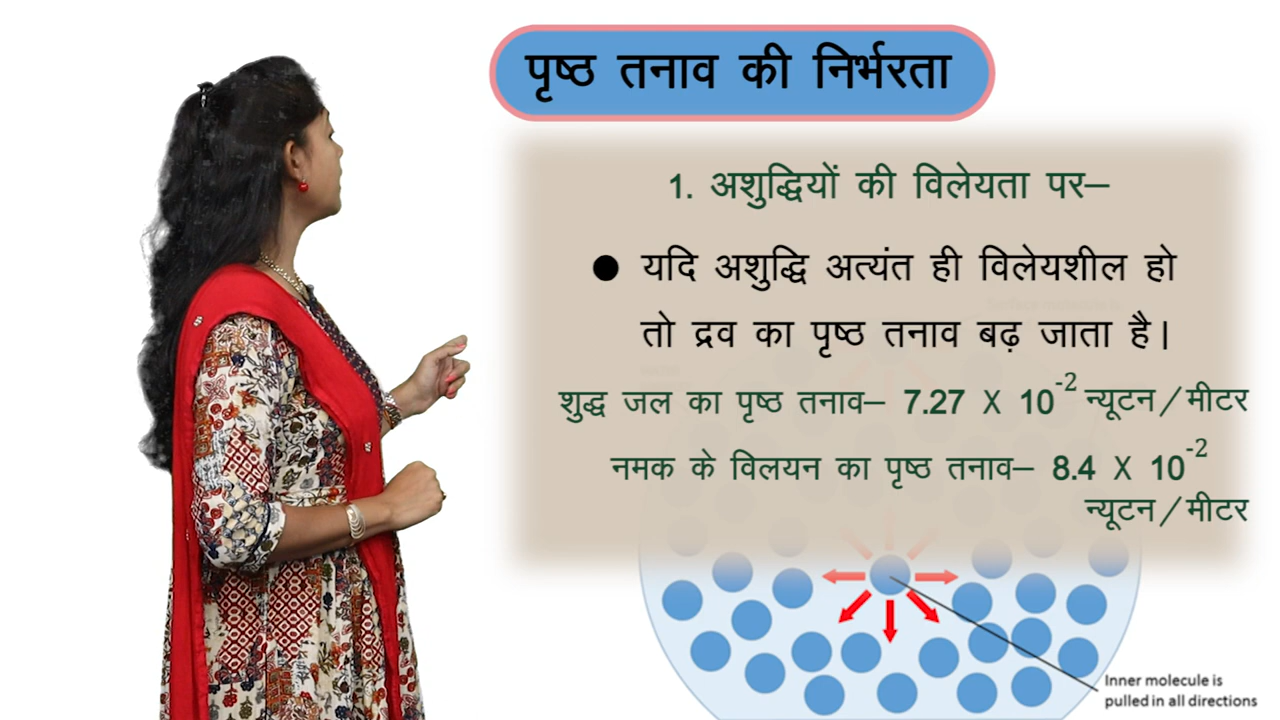 पृष्ठ तनाव की निर्भरता
1. अशुद्धियों की विलेयता पर–
● यदि अशुद्धि अत्यंत ही विलेयशील हो
तो द्रव का पृष्ठ तनाव बढ़ जाता है।
शुद्ध जल का पृष्ठ तनाव– 7.27 X 10⁻² न्यूटन/मीटर
नमक के विलयन का पृष्ठ तनाव– 8.4 X 10⁻²
न्यूटन/मीटर
Inner molecule is
pulled in all directions